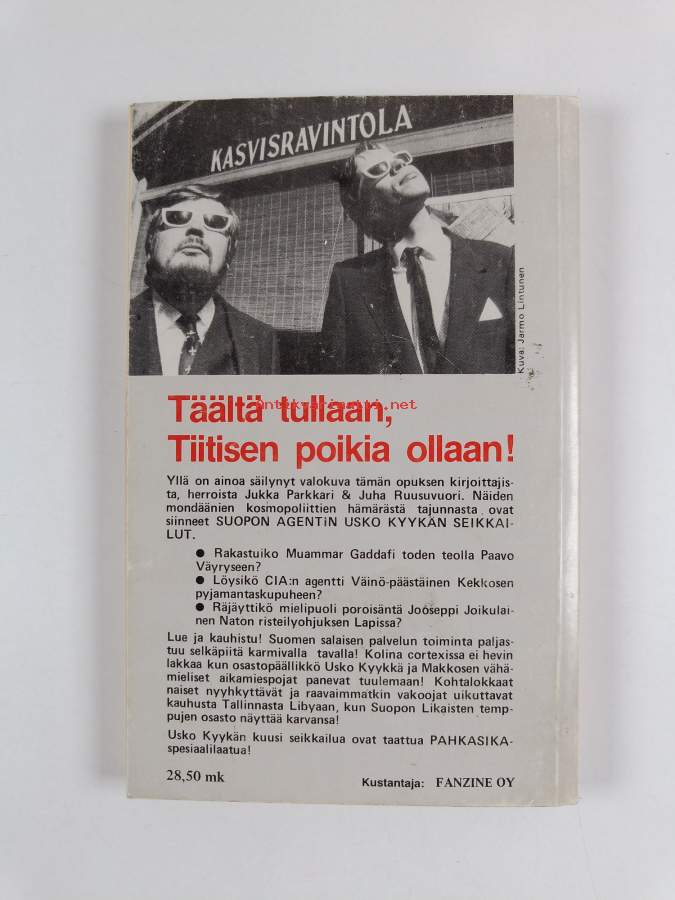 KASVISRAVINTOLA
Kuva: Jarmo Lintunen
Täältä tullaan,
antikvariaatti.net
Tiitisen poikia ollaan!
Yllä on ainoa säilynyt valokuva tämän opuksen kirjoittajis-
ta, herroista Jukka Parkkari & Juha Ruusuvuori. Näiden
mondäänien kosmopoliittien hämärästä tajunnasta ovat
siinneet SUOPON AGENTiN USKO KYYKÄN SEIKKAI-
LUT.
● Rakastuiko Muammar Gaddafi toden teolla Paavo
Väyryseen?
● Löysikö CIA:n agentti Väinö-päästäinen Kekkosen
pyjamantaskupuheen?
● Räjäyttikö mielipuoli poroisäntä Jooseppi Joikulai-
nen Naton risteilyohjuksen Lapissa?
Lue ja kauhistu! Suomen salaisen palvelun toiminta paljas-
tuu selkäpiitä karmivalla tavalla! Kolina cortexissa ei hevin
lakkaa kun osastopäällikkö Usko Kyykkä ja Makkosen vähä-
mieliset aikamiespojat panevat tuulemaan! Kohtalokkaat
naiset nyyhkyttävät ja raavaimmatkin vakoojat uikuttavat
kauhusta Tallinnasta Libyaan, kun Suopon Likaisten temp-
pujen osasto näyttää karvansa!
Usko Kyykän kuusi seikkailua ovat taattua PAHKASIKA-
spesiaalilaatua!
28,50 mk
Kustantaja: FANZINE OY